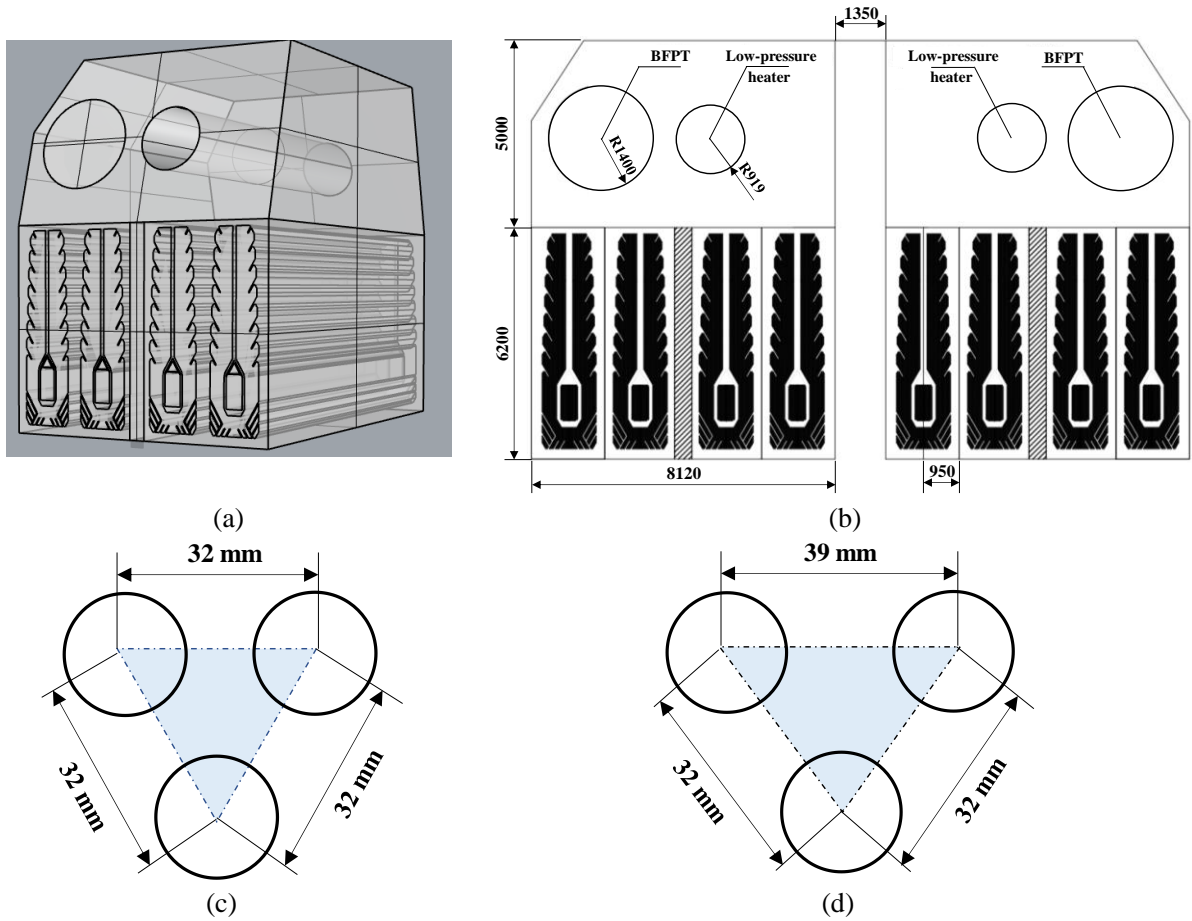 1350
BFPT
Low-pressure
heater
Low-pressure
heater
BFPT
5000
R1400
R919
6200
8120
950
(a)
(b)
32 mm
39 mm
32 mm
32 mm
32 mm
32 mm
(c)
(d)